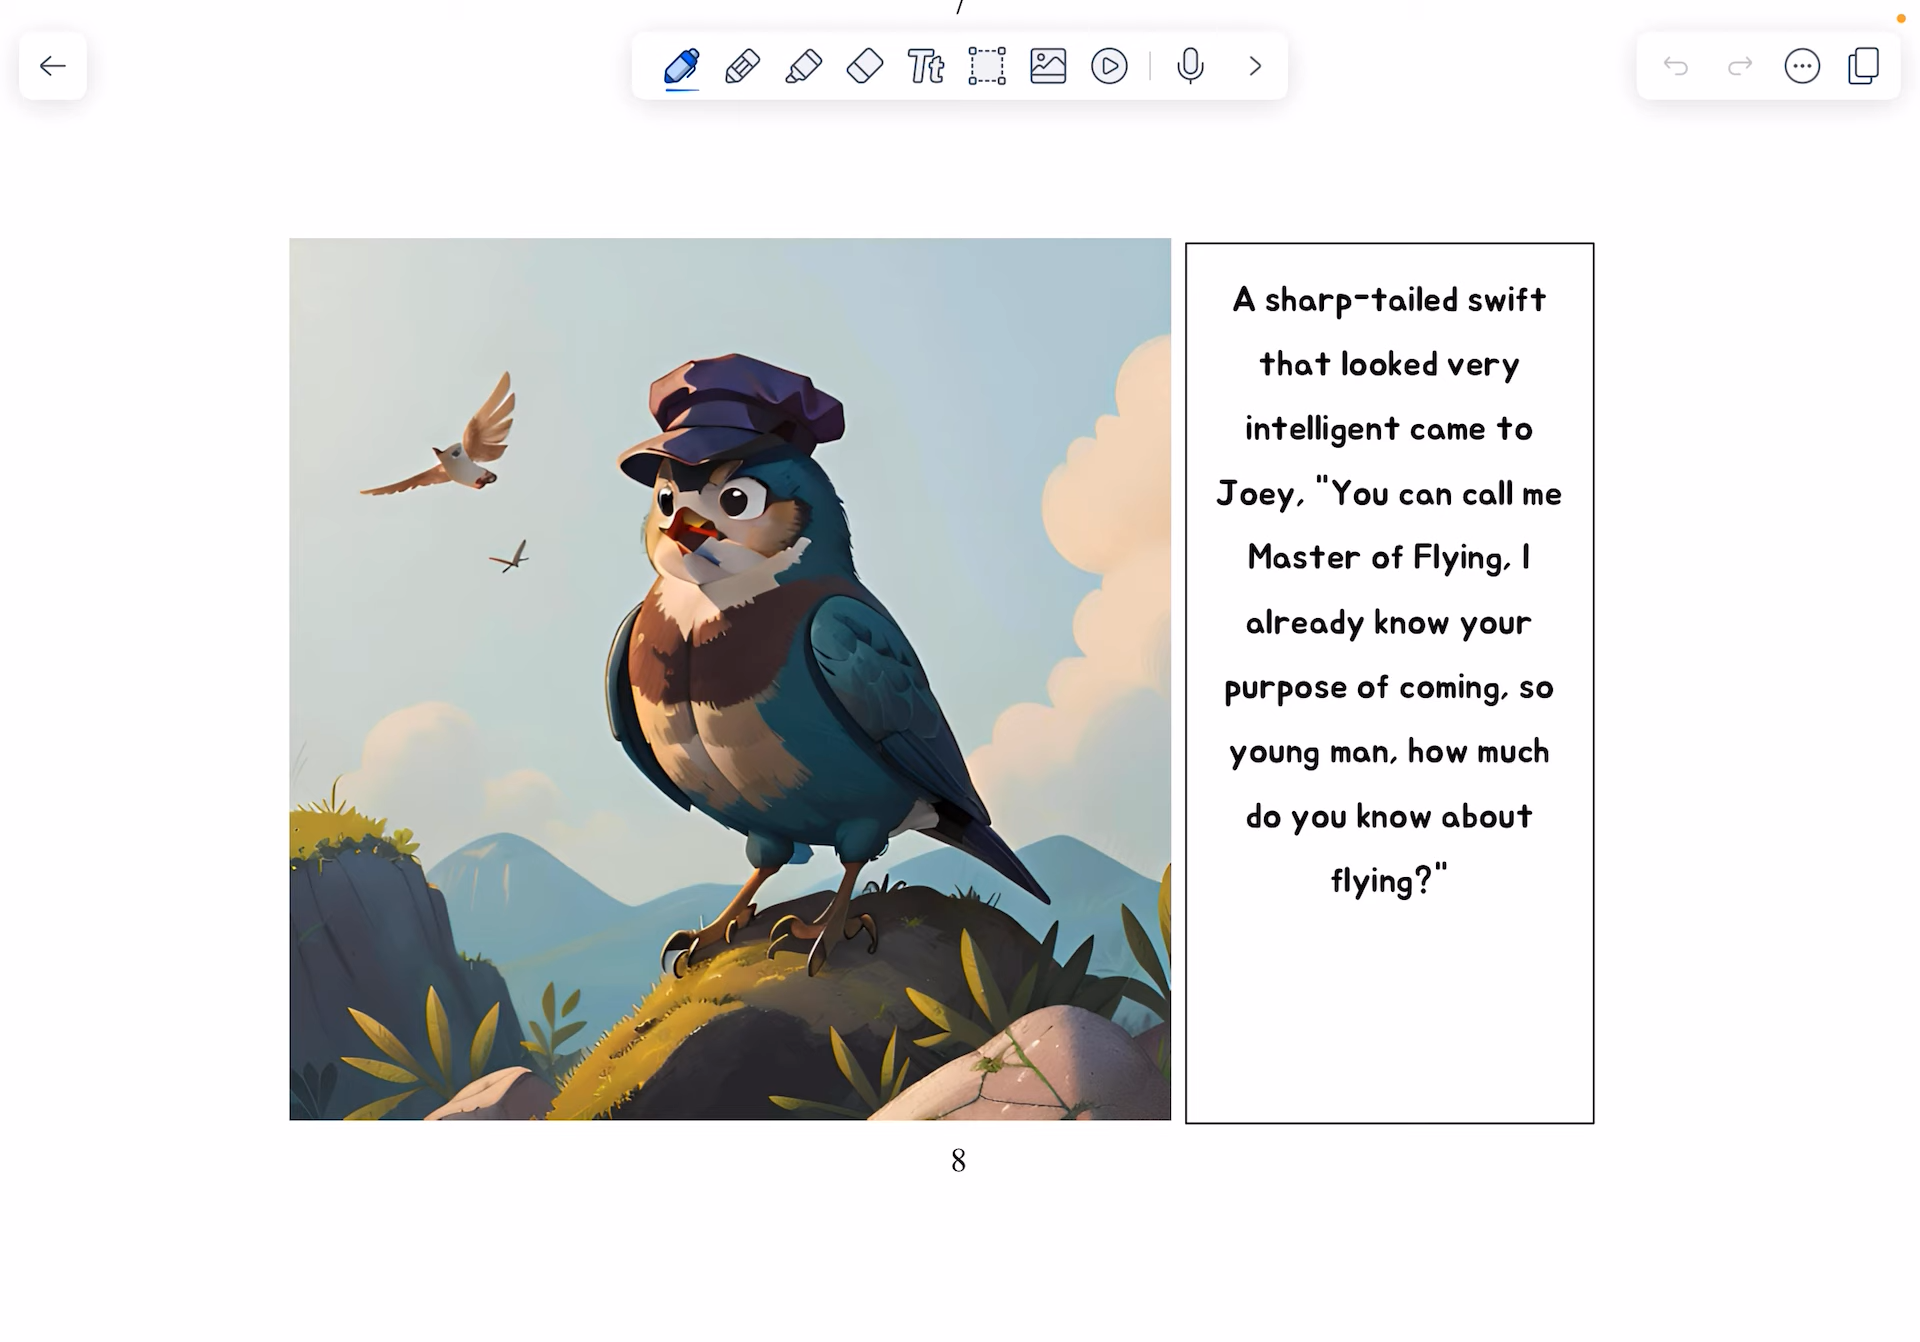 Tt
A sharp-tailed swift
that looked very
intelligent came to
Joey, "You can call me
Master of Flying, I
already know your
purpose of coming, so
young man, how much
do you know about
flying?"
8